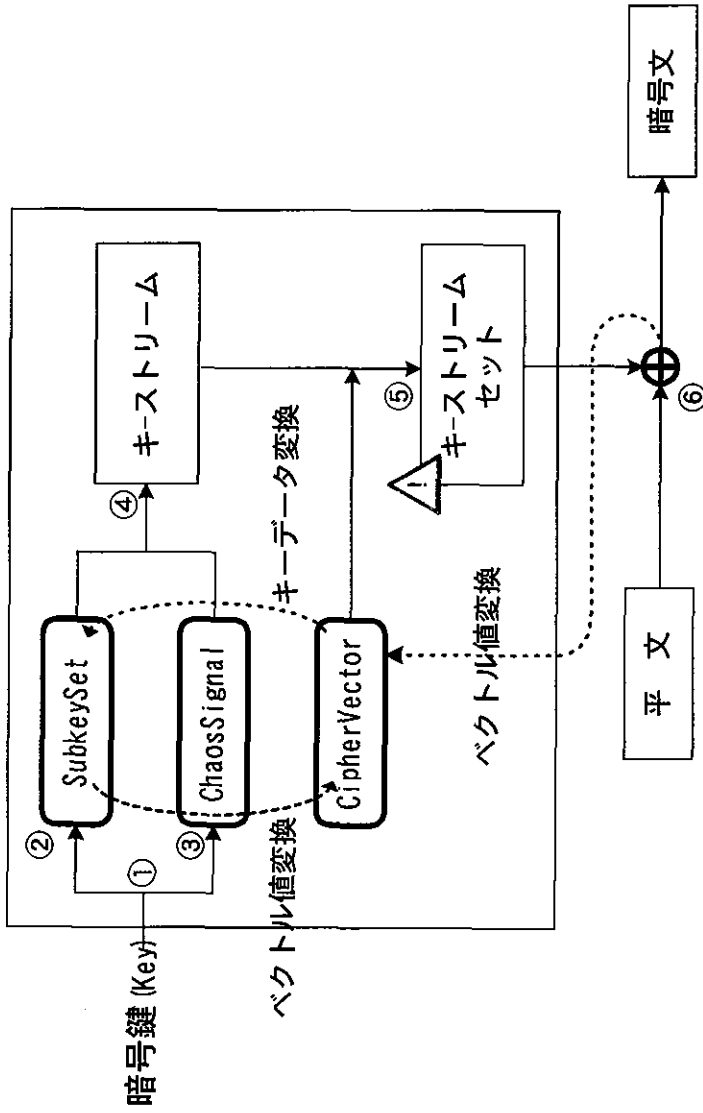 暗号鍵 (Key)
①
②
SubkeySet
③
ChaosSignal
CipherVector
ベクトル値変換
キーデータ変換
④
キーストリーム
⑤
!
キーストリーム
セット
ベクトル値変換
平 文
⑥
暗号文